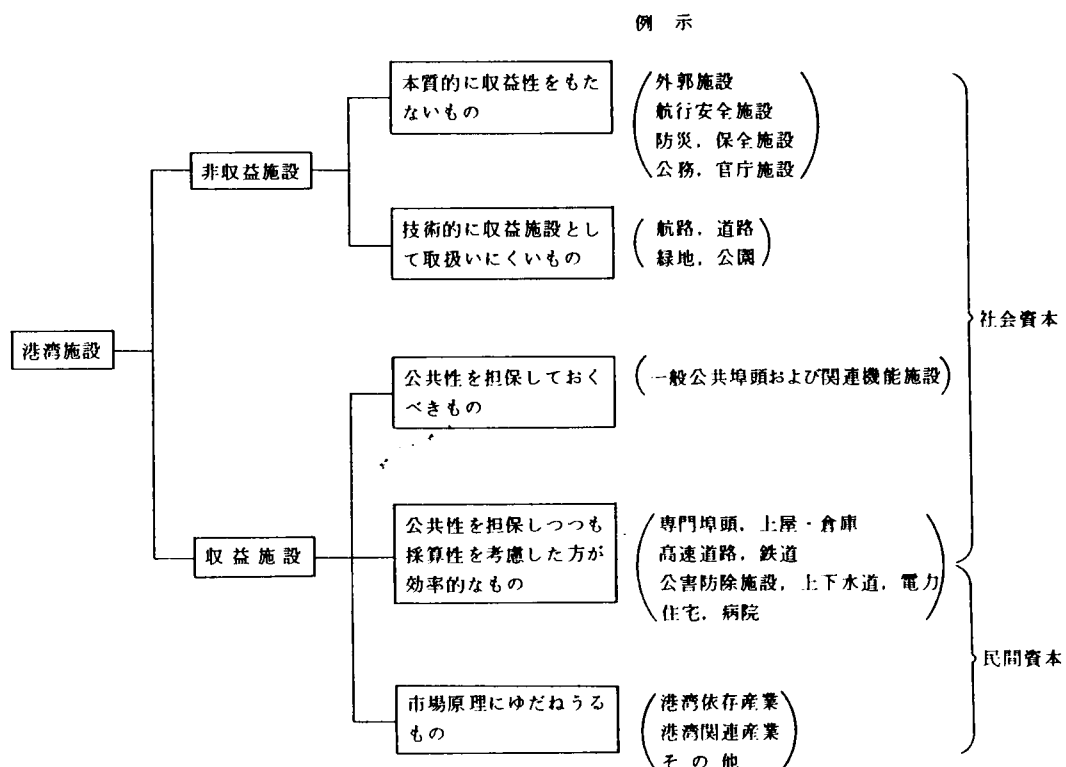 例 示
本質的に収益性をもた
ないもの
外郭施設
航行安全施設
防災，保全施設
公務，官庁施設
非収益施設
技術的に収益施設とし
て取扱いにくいもの
航路，道路
緑地，公園
社会資本
港湾施設
公共性を担保しておく
べきもの
一般公共埠頭および関連機能施設
収益施設
公共性を担保しつつも
採算性を考慮した方が
効率的なもの
専門埠頭，上屋・倉庫
高速道路，鉄道
公害防除施設，上下水道，電力
住宅，病院
民間資本
市場原理にゆだねうる
もの
港湾依存産業
港湾関連産業
その他